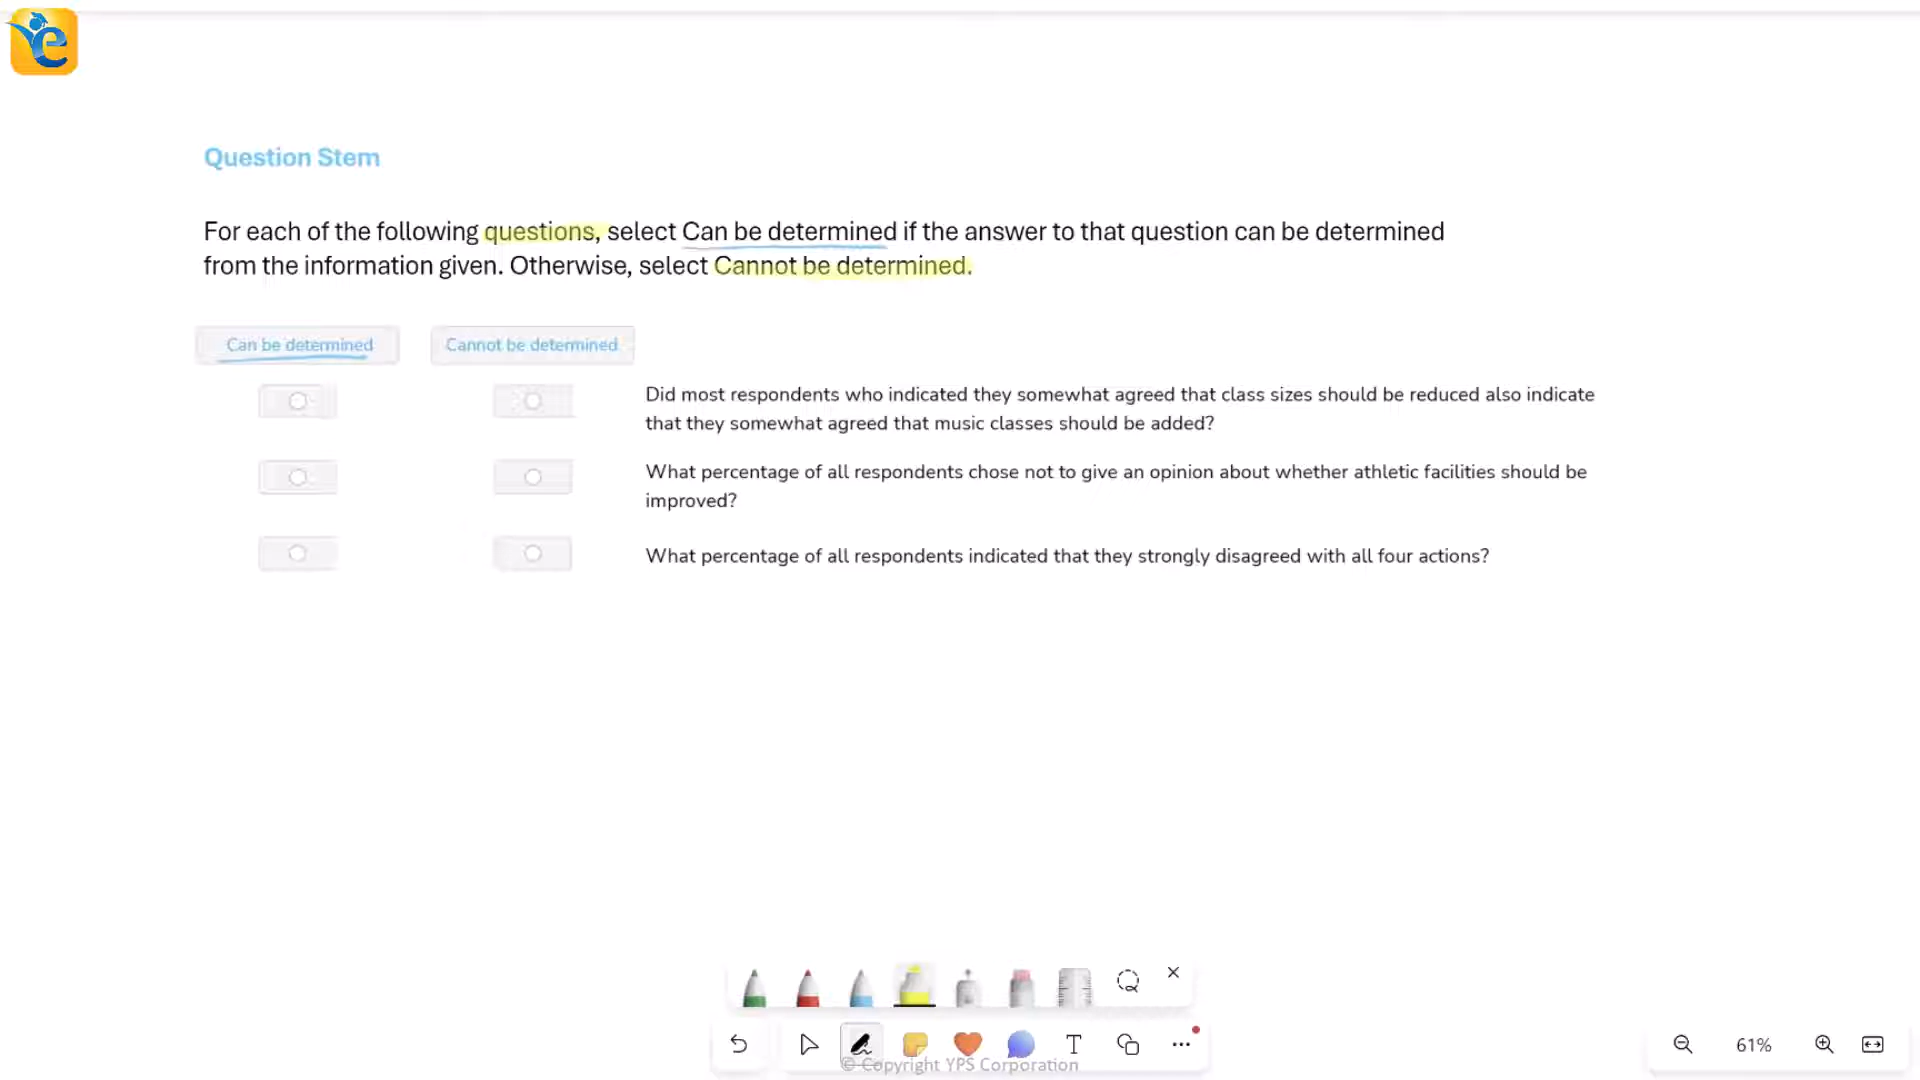 e
Question Stem
For each of the following questions, select Can be determined if the answer to that question can be determined
from the information given. Otherwise, select Cannot be determined.
Can be determined
Cannot be determined
Did most respondents who indicated they somewhat agreed that class sizes should be reduced also indicate
that they somewhat agreed that music classes should be added?
What percentage of all respondents chose not to give an opinion about whether athletic facilities should be
improved?
What percentage of all respondents indicated that they strongly disagreed with all four actions?
T
61%
© Copyright YPS Corporation